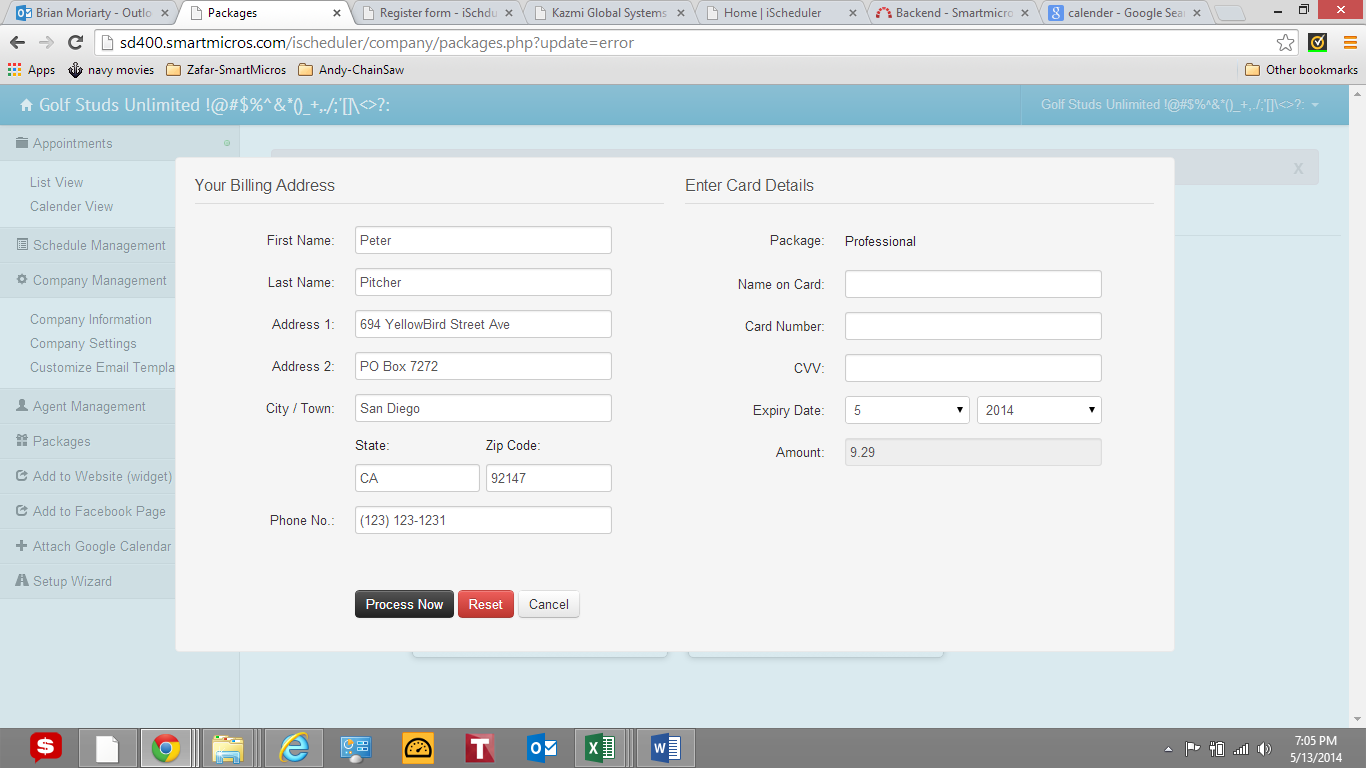 Brian Moriarty - Outlo
Packages
Register form - iSchdu
Kazmi Global Systems
Home | iScheduler
Backend - Smartmicro
calender - Google Sea
sd400.smartmicros.com/ischeduler/company/packages.php?update=error
Apps
navy movies
Zafar-SmartMicros
Andy-ChainSaw
Other bookmarks
Golf Studs Unlimited !@#$%^&*()_+,./;'[]\<>?:
Golf Studs Unlimited !@#$%^&*()_+,./;'[]\<>?:
Appointments
List View
Calender View
Schedule Management
Company Management
Company Information
Company Settings
Customize Email Templa
Agent Management
Packages
Add to Website (widget)
Add to Facebook Page
Attach Google Calendar
Setup Wizard
X
Your Billing Address
First Name: Peter
Last Name: Pitcher
Address 1: 694 YellowBird Street Ave
Address 2: PO Box 7272
City / Town: San Diego
State: Zip Code:
CA 92147
Phone No.: (123) 123-1231
Process Now Reset Cancel
Enter Card Details
Package: Professional
Name on Card:
Card Number:
CVV:
Expiry Date: 5 2014
Amount: 9.29
7:05 PM
5/13/2014